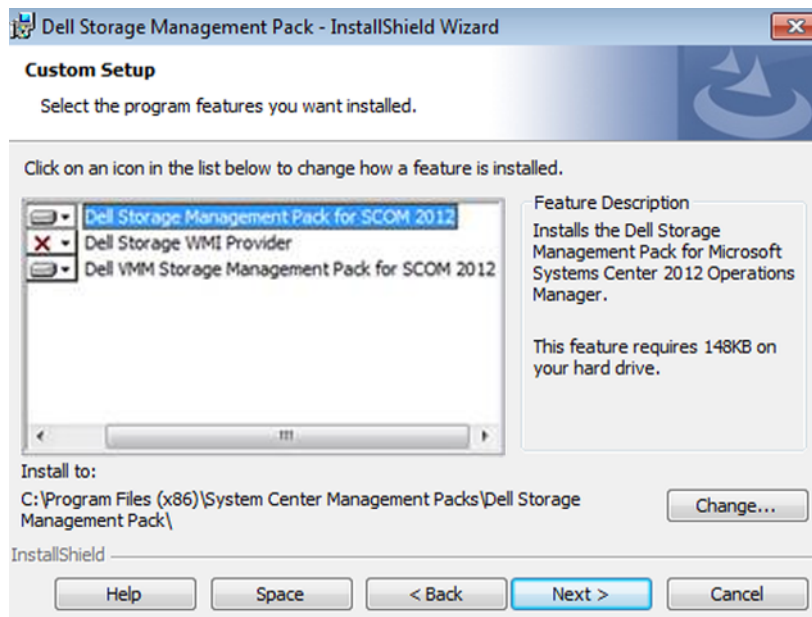 Dell Storage Management Pack - InstallShield Wizard
Custom Setup
Select the program features you want installed.
Click on an icon in the list below to change how a feature is installed.
Dell Storage Management Pack for SCOM 2012
Dell Storage WMI Provider
Dell VMM Storage Management Pack for SCOM 2012
Feature Description
Installs the Dell Storage
Management Pack for Microsoft
Systems Center 2012 Operations
Manager.
This feature requires 148KB on
your hard drive.
Install to:
C:\Program Files (x86)\System Center Management Packs\Dell Storage
Management Pack\
Change...
InstallShield
Help
Space
< Back
Next >
Cancel